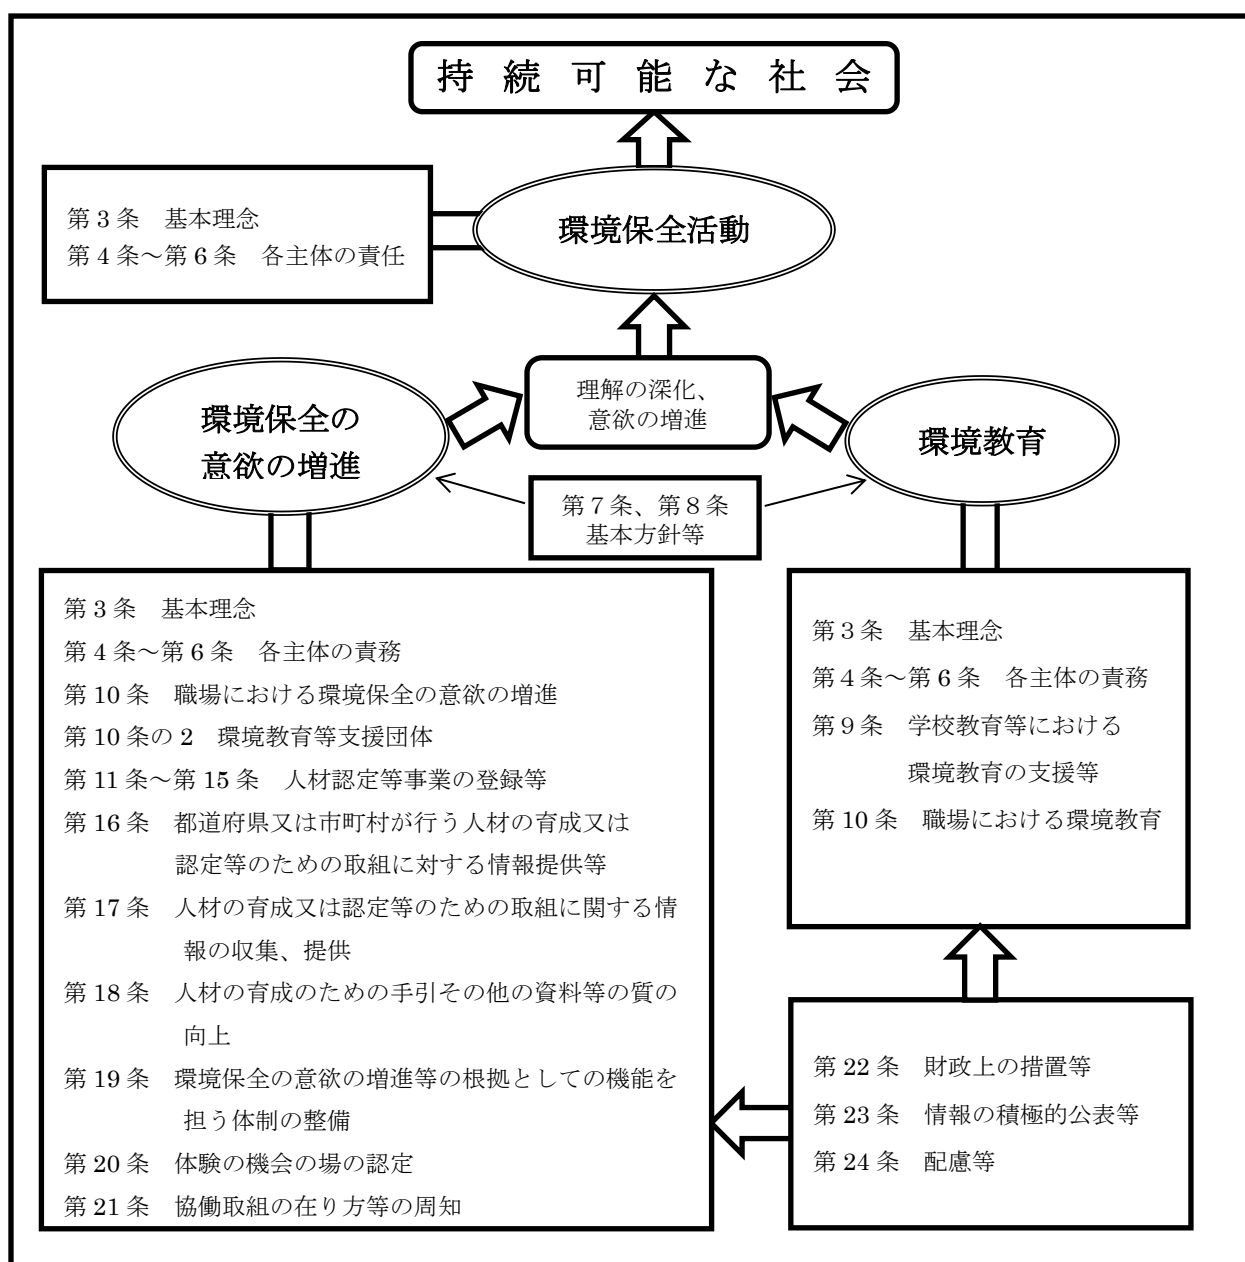 持続可能な社会
第3条　基本理念
第4条～第6条　各主体の責任
環境保全活動
理解の深化、
意欲の増進
環境保全の
意欲の増進
環境教育
第７条、第８条
基本方針等
第3条　基本理念
第4条～第6条　各主体の責務
第10条　職場における環境保全の意欲の増進
第10条の2　環境教育等支援団体
第11条～第15条　人材認定等事業の登録等
第16条　都道府県又は市町村が行う人材の育成又は
認定等のための取組に対する情報提供等
第17条　人材の育成又は認定等のための取組に関する情
報の収集、提供
第18条　人材の育成のための手引その他の資料等の質の
向上
第19条　環境保全の意欲の増進等の根拠としての機能を
担う体制の整備
第20条　体験の機会の場の認定
第21条　協働取組の在り方等の周知
第３条　基本理念
第４条～第6条　各主体の責務
第９条　学校教育等における
環境教育の支援等
第10条　職場における環境教育
第22条　財政上の措置等
第23条　情報の積極的公表等
第24条　配慮等